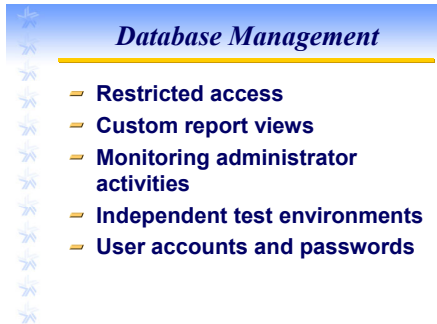 Database Management
Restricted access
Custom report views
Monitoring administrator
activities
Independent test environments
User accounts and passwords